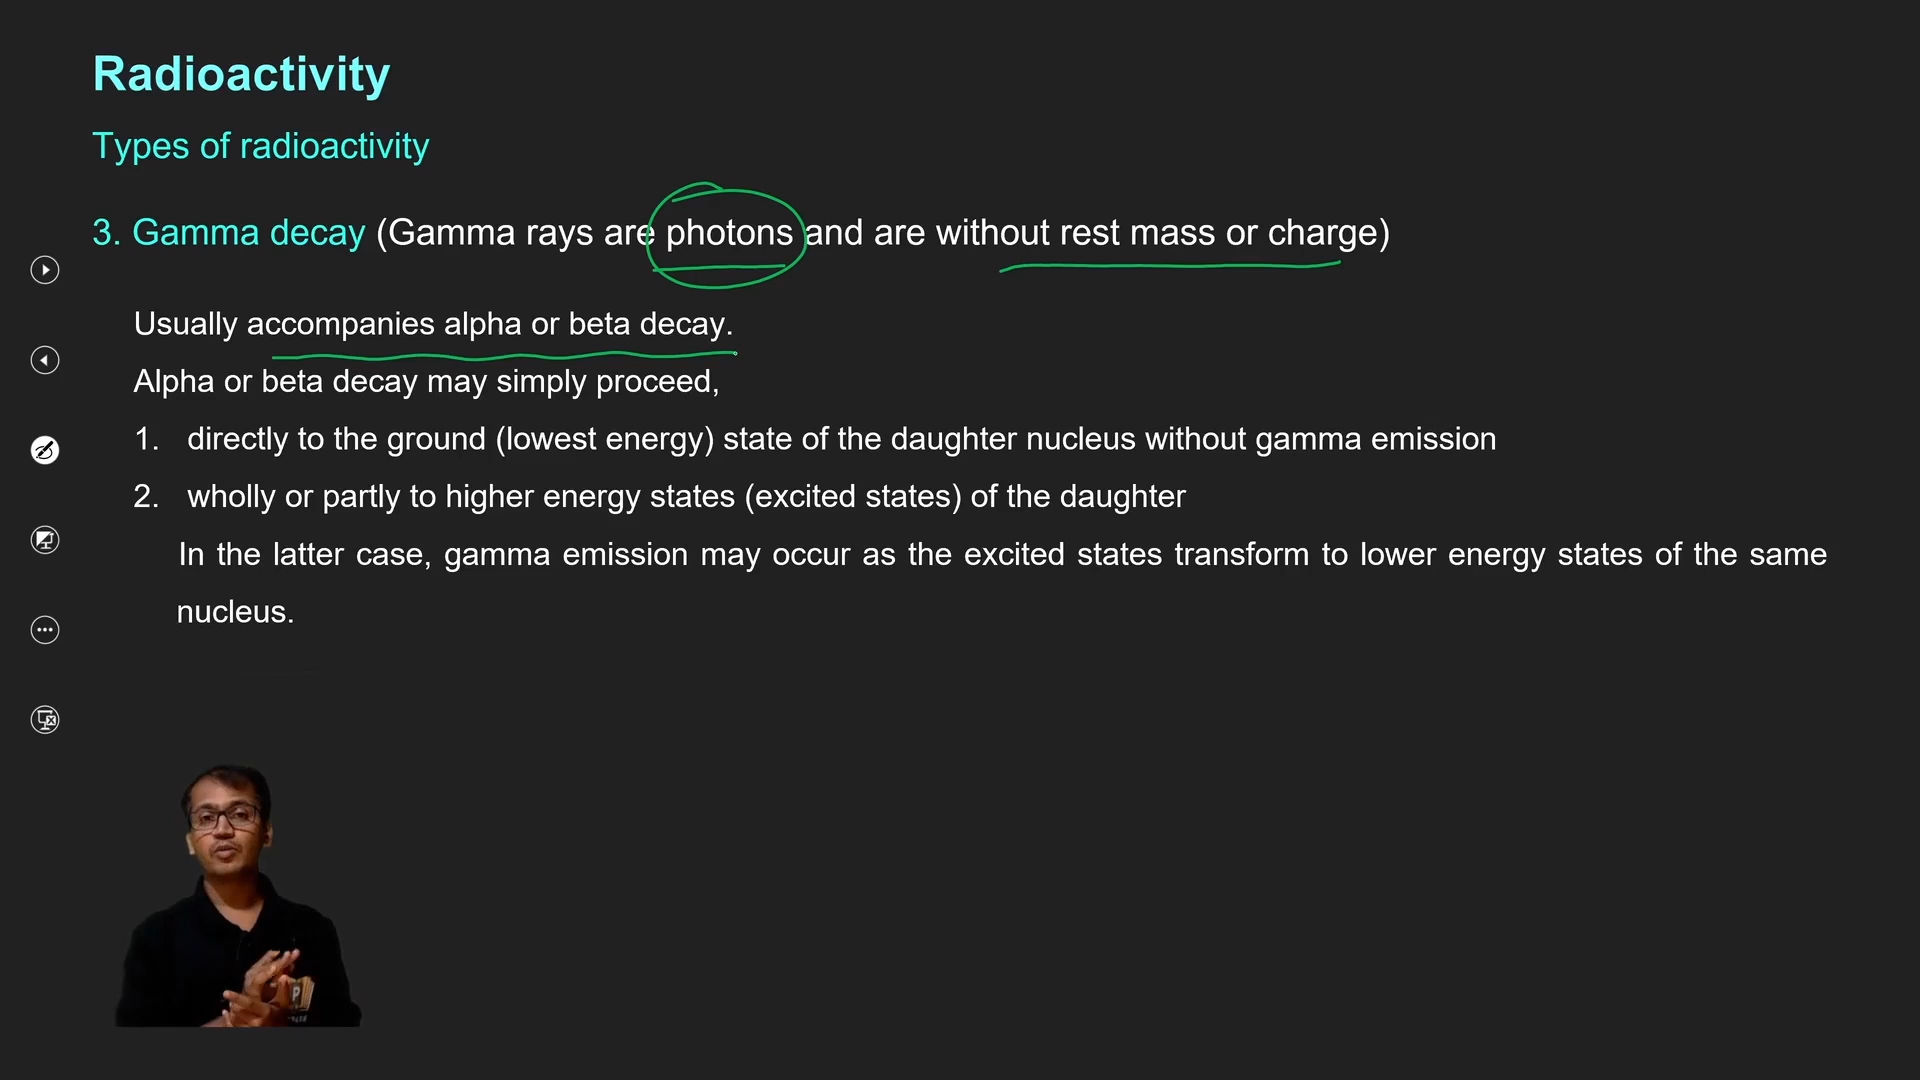 Radioactivity
Types of radioactivity
3. Gamma decay (Gamma rays are photons and are without rest mass or charge)
Usually accompanies alpha or beta decay.
Alpha or beta decay may simply proceed,
1. directly to the ground (lowest energy) state of the daughter nucleus without gamma emission
2. wholly or partly to higher energy states (excited states) of the daughter
In the latter case, gamma emission may occur as the excited states transform to lower energy states of the same
nucleus.